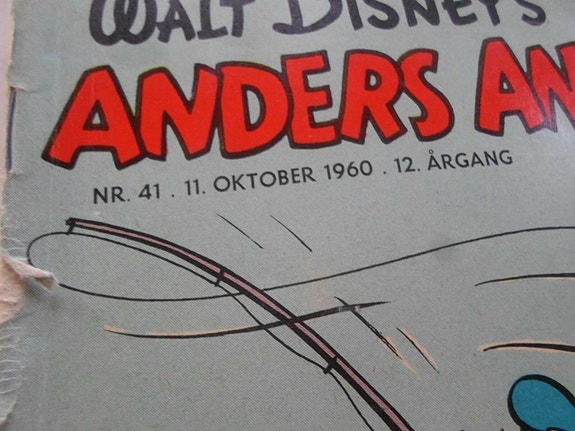 WALT DISNEY'S
ANDERS AN
NR. 41 . 11. OKTOBER 1960 . 12. ÅRGANG